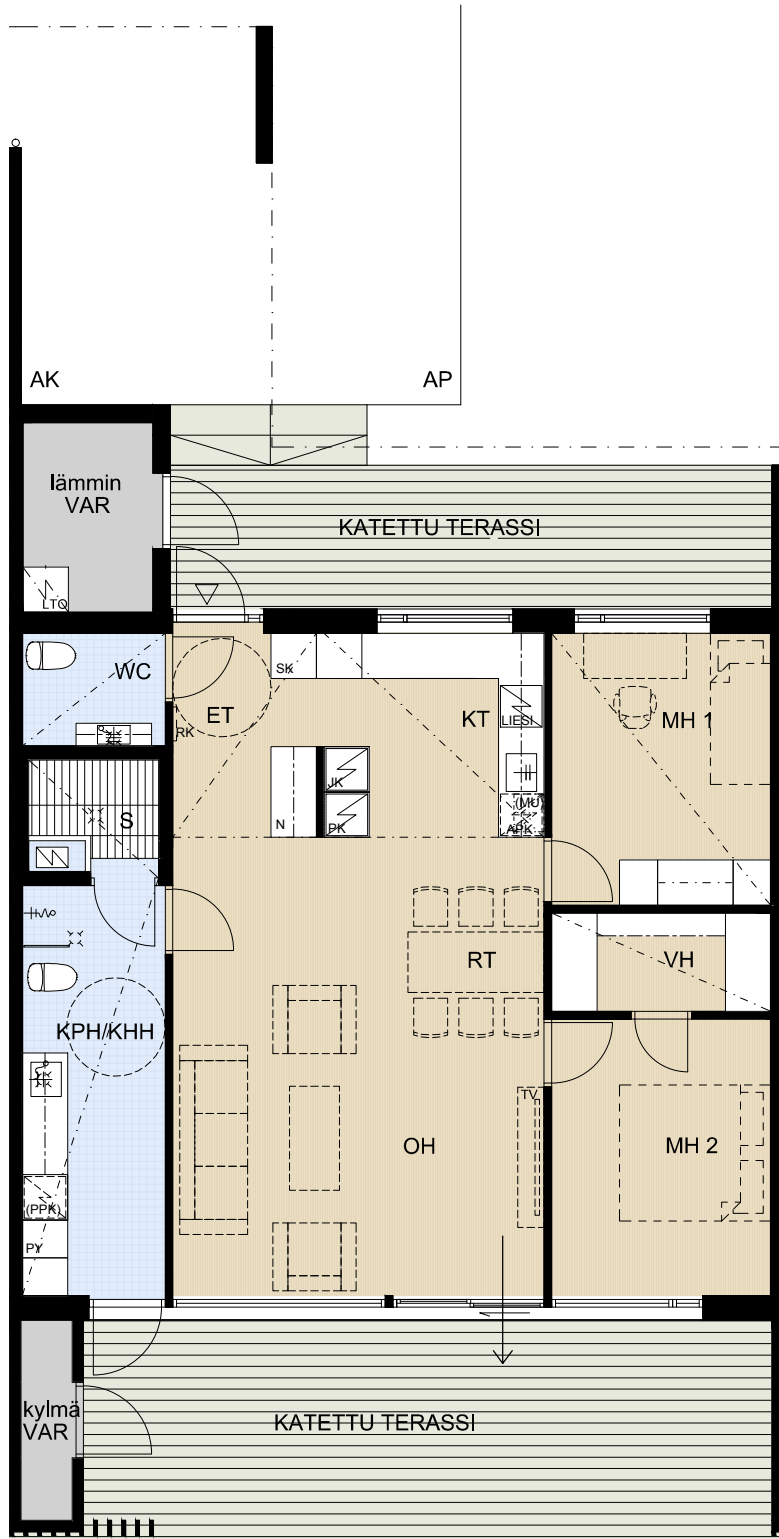 AK
AP
lämmin
VAR
KATETTU TERASSI
LTO
WC
SK
ET
RK
KT
LIESI
MH 1
JK
S
N
PK
(MU)
APK
RT
VH
KPH/KHH
TV
OH
MH 2
(PPK)
PY
kylmä
VAR
KATETTU TERASSI